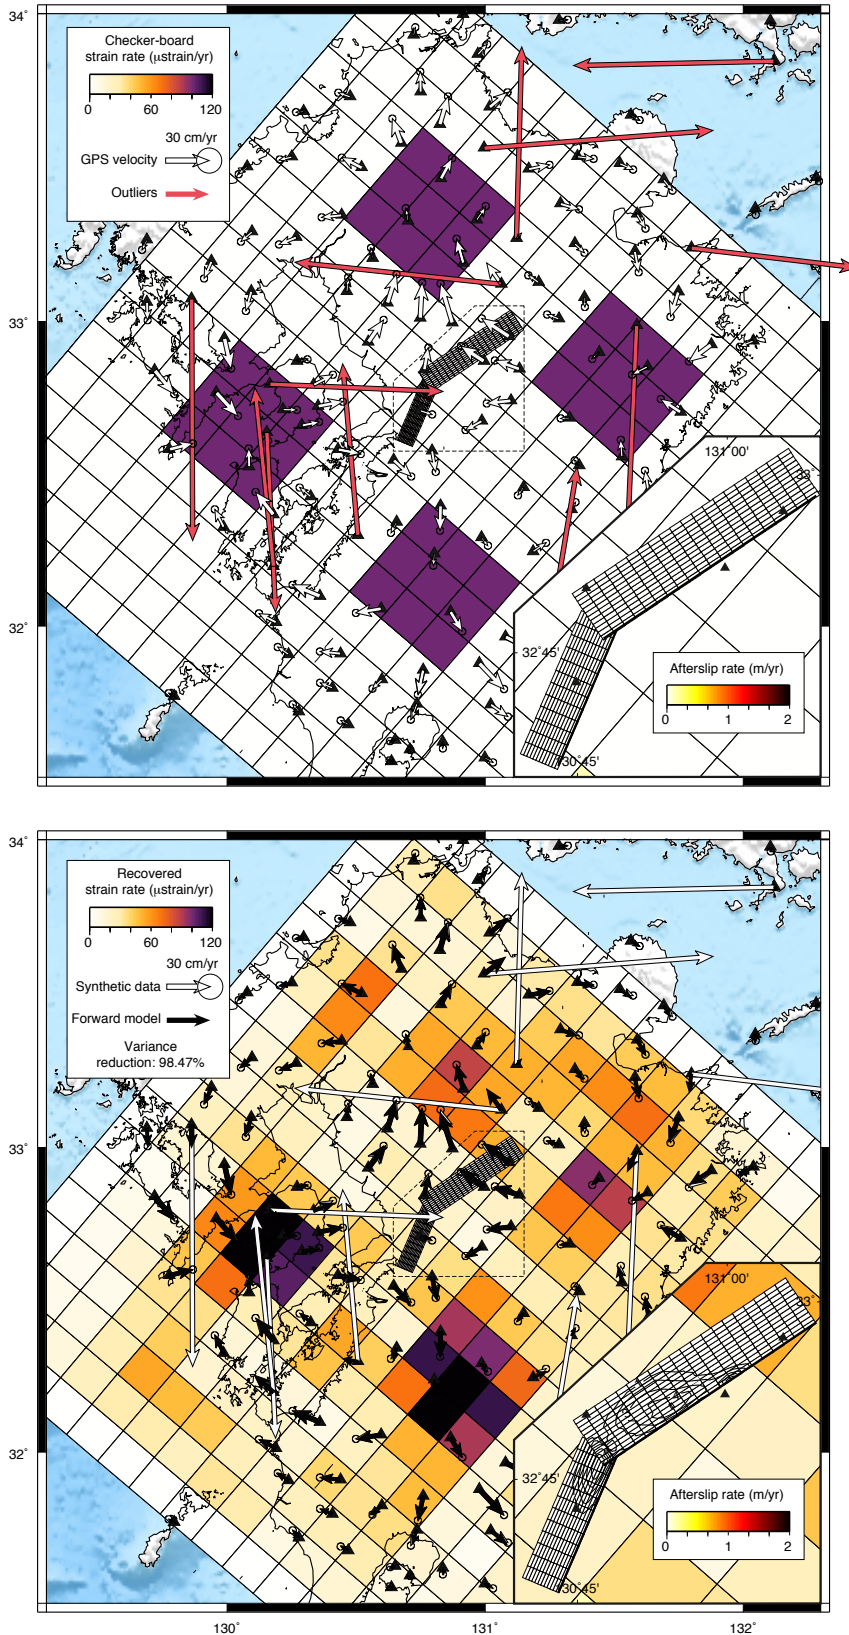 34˚
Checker-board
strain rate (μstrain/yr)
0 60 120
30 cm/yr
GPS velocity
Outliers
33˚
131˚00'
33˚
32˚45'
32˚
Afterslip rate (m/yr)
0 1 2
130˚45'
34˚
Recovered
strain rate (μstrain/yr)
0 60 120
30 cm/yr
Synthetic data
Forward model
Variance
reduction: 98.47%
33˚
131˚00'
33˚
32˚45'
32˚
Afterslip rate (m/yr)
0 1 2
130˚45'
130˚ 131˚ 132˚